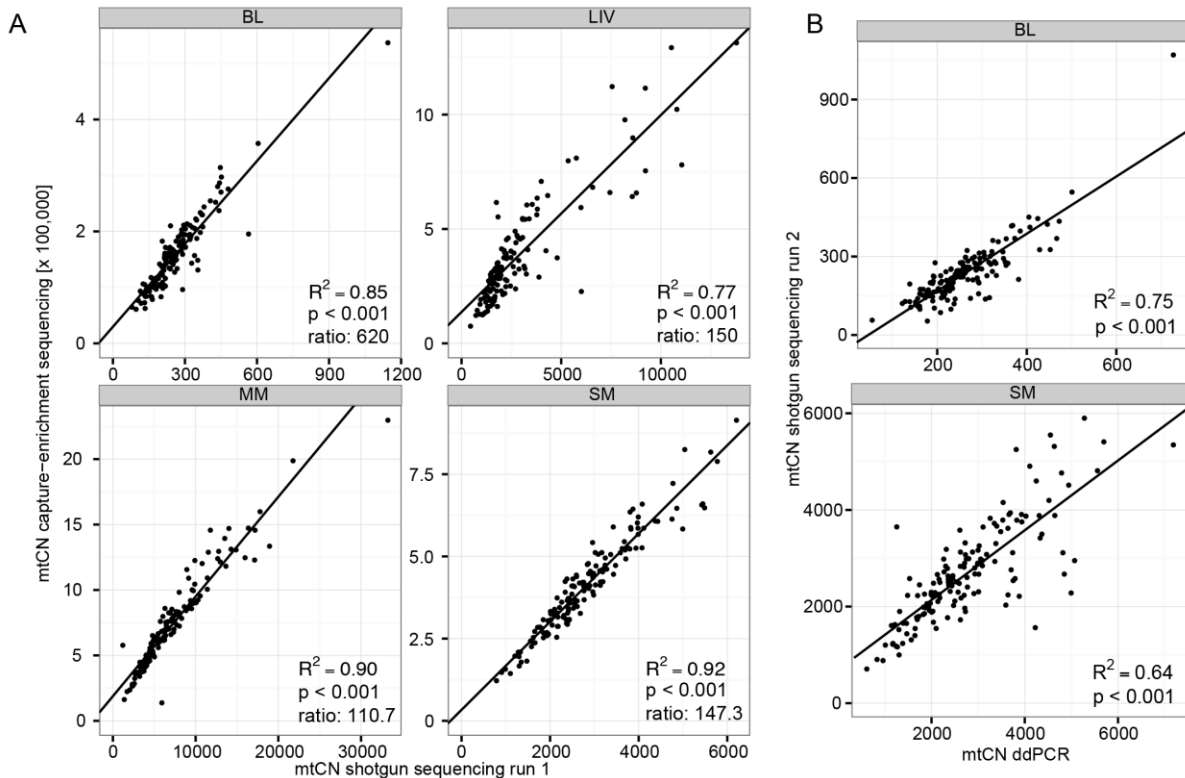 A
B
BL
LIV
BL
mtCN capture−enrichment sequencing [x 100,000]
mtCN shotgun sequencing run 2
4
2
0
R² = 0.85
p < 0.001
ratio: 620
0 300 600 900 1200
10
5
0
R² = 0.77
p < 0.001
ratio: 150
0 5000 10000
900
600
300
0
R² = 0.75
p < 0.001
200 400 600
MM
SM
SM
20
15
10
5
0
R² = 0.90
p < 0.001
ratio: 110.7
0 10000 20000 30000
7.5
5.0
2.5
0
R² = 0.92
p < 0.001
ratio: 147.3
0 2000 4000 6000
6000
4000
2000
0
R² = 0.64
p < 0.001
2000 4000 6000
mtCN shotgun sequencing run 1
mtCN ddPCR